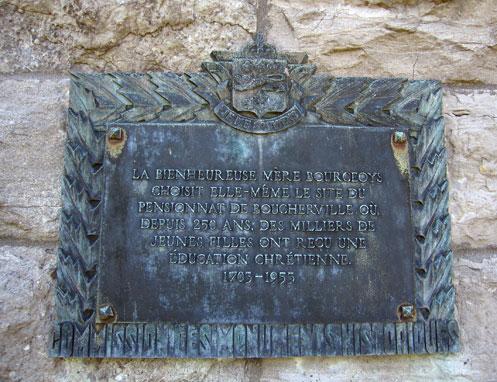 LA BIENHEUREUSE MÈRE BOURGEOYS
CHOISIT ELLE-MÊME LE SITE DU
PENSIONNAT DE BOUCHERVILLE OÙ,
DEPUIS 250 ANS, DES MILLIERS DE
JEUNES FILLES ONT REÇU UNE
ÉDUCATION CHRÉTIENNE.
1703-1953
COMMISSION DES MONUMENTS HISTORIQUES